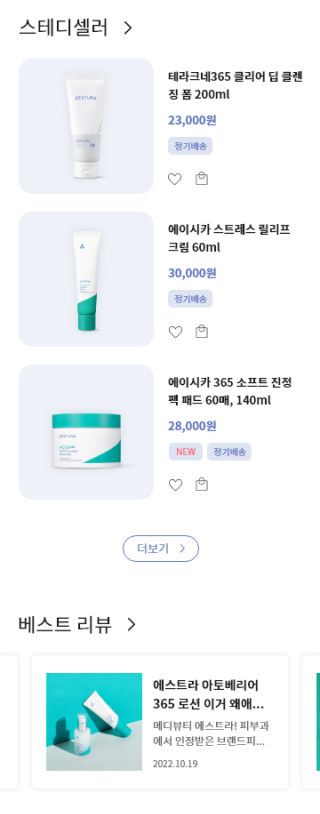 스테디셀러
AESTURA
테라크네365 클리어 딥 클렌
징 폼 200ml
23,000원
정기배송
에이시카 스트레스 릴리프
크림 60ml
30,000원
정기배송
AESTURA
에이시카 365 소프트 진정
팩 패드 60매, 140ml
28,000원
NEW 정기배송
더보기
베스트 리뷰
에스트라 아토베리어
365 로션 이거 왜애...
메디뷰티 에스트라! 피부과
에서 인정받은 브랜드피...
2022.10.19